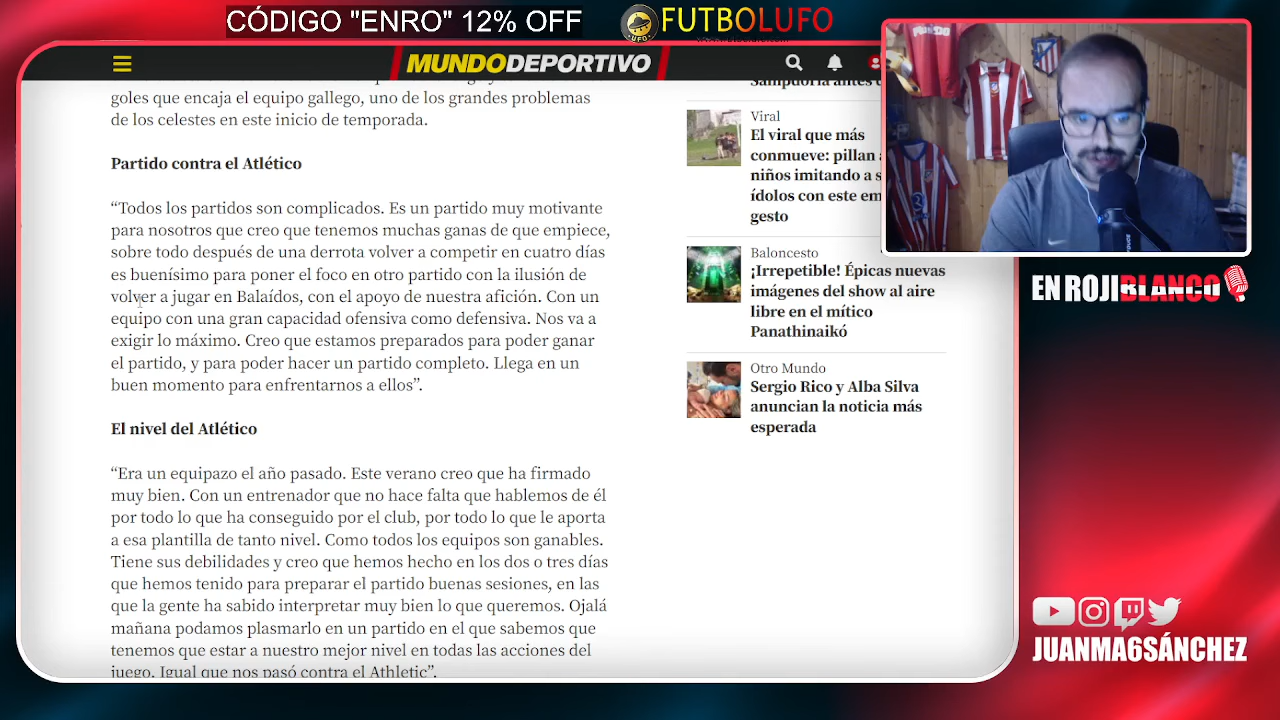 CÓDIGO "ENRO" 12% OFF
UFO
FUTBOLUFO
MUNDODEPORTIVO
goles que encaja el equipo gallego, uno de los grandes problemas
de los celestes en este inicio de temporada.
Partido contra el Atlético
“Todos los partidos son complicados. Es un partido muy motivante
para nosotros que creo que tenemos muchas ganas de que empiece,
sobre todo después de una derrota volver a competir en cuatro días
es buenísimo para poner el foco en otro partido con la ilusión de
volver a jugar en Balaídos, con el apoyo de nuestra afición. Con un
equipo con una gran capacidad ofensiva como defensiva. Nos va a
exigir lo máximo. Creo que estamos preparados para poder ganar
el partido, y para poder hacer un partido completo. Llega en un
buen momento para enfrentarnos a ellos”.
El nivel del Atlético
“Era un equipazo el año pasado. Este verano creo que ha firmado
muy bien. Con un entrenador que no hace falta que hablemos de él
por todo lo que ha conseguido por el club, por todo lo que le aporta
a esa plantilla de tanto nivel. Como todos los equipos son ganables.
Tiene sus debilidades y creo que hemos hecho en los dos o tres días
que hemos tenido para preparar el partido buenas sesiones, en las
que la gente ha sabido interpretar muy bien lo que queremos. Ojalá
mañana podamos plasmarlo en un partido en el que sabemos que
tenemos que estar a nuestro mejor nivel en todas las acciones del
juego. Igual que nos pasó contra el Athletic”.
Sampdoria antes
Viral
El viral que más
conmueve: pillan a
niños imitando a s
ídolos con este em
gesto
Baloncesto
¡Irrepetible! Épicas nuevas
imágenes del show al aire
libre en el mítico
Panathinaikó
Otro Mundo
Sergio Rico y Alba Silva
anuncian la noticia más
esperada
EN ROJIBLANCO
JUANMA6SÁNCHEZ